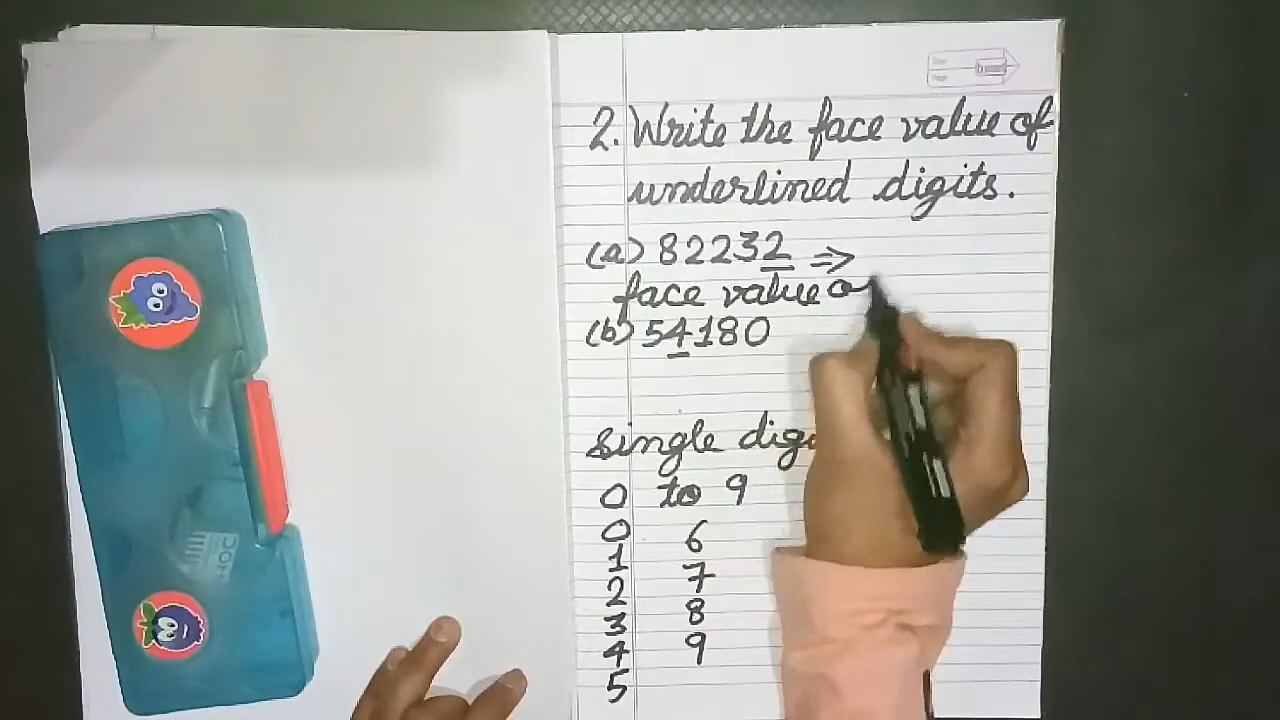 2. Write the face value of
underlined digits.
(a) 82232 ⇒
face value
(b) 54180
single
0 to 9
0 6
1 7
2 8
3 9
4
5